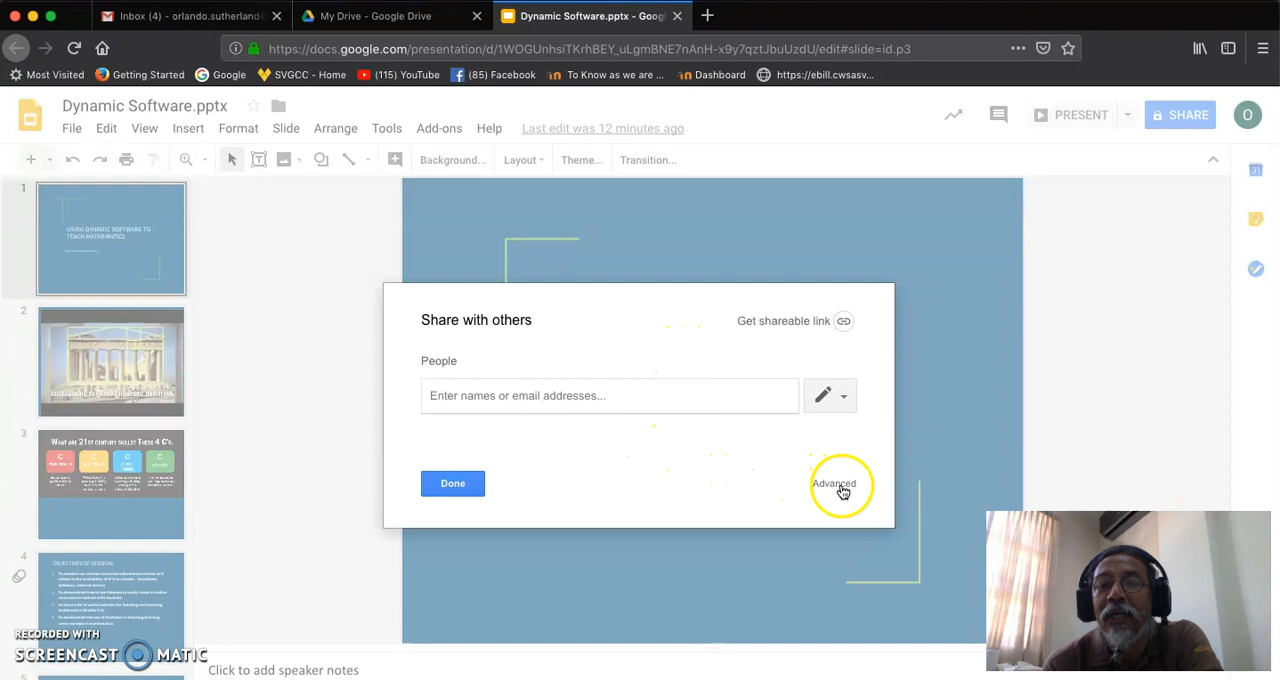 Inbox (4) - orlando.sutherland@
My Drive - Google Drive
Dynamic Software.pptx - Goog
https://docs.google.com/presentation/d/1WOGUnhsiTKrhBEY_uLgmBNE7nAnH-x9y7qztJbuUzdU/edit#slide=id.p3
Most Visited
Getting Started
Google
SVGCC - Home
(115) YouTube
(85) Facebook
To Know as we are ...
Dashboard
https://ebill.cwsasv...
Dynamic Software.pptx
File Edit View Insert Format Slide Arrange Tools Add-ons Help Last edit was 12 minutes ago
PRESENT
SHARE
O
Background... Layout Theme... Transition...
31
1
USING DYNAMIC SOFTWARE TO
TEACH MATHEMATICS
2
3
WHAT ARE 21ST CENTURY SKILLS? THESE 4 C'S.
C C C C
4
OBJECTIVES OF SESSION:
Share with others
Get shareable link
People
Enter names or email addresses...
Done
Advanced
RECORDED WITH
SCREENCAST MATIC
Click to add speaker notes